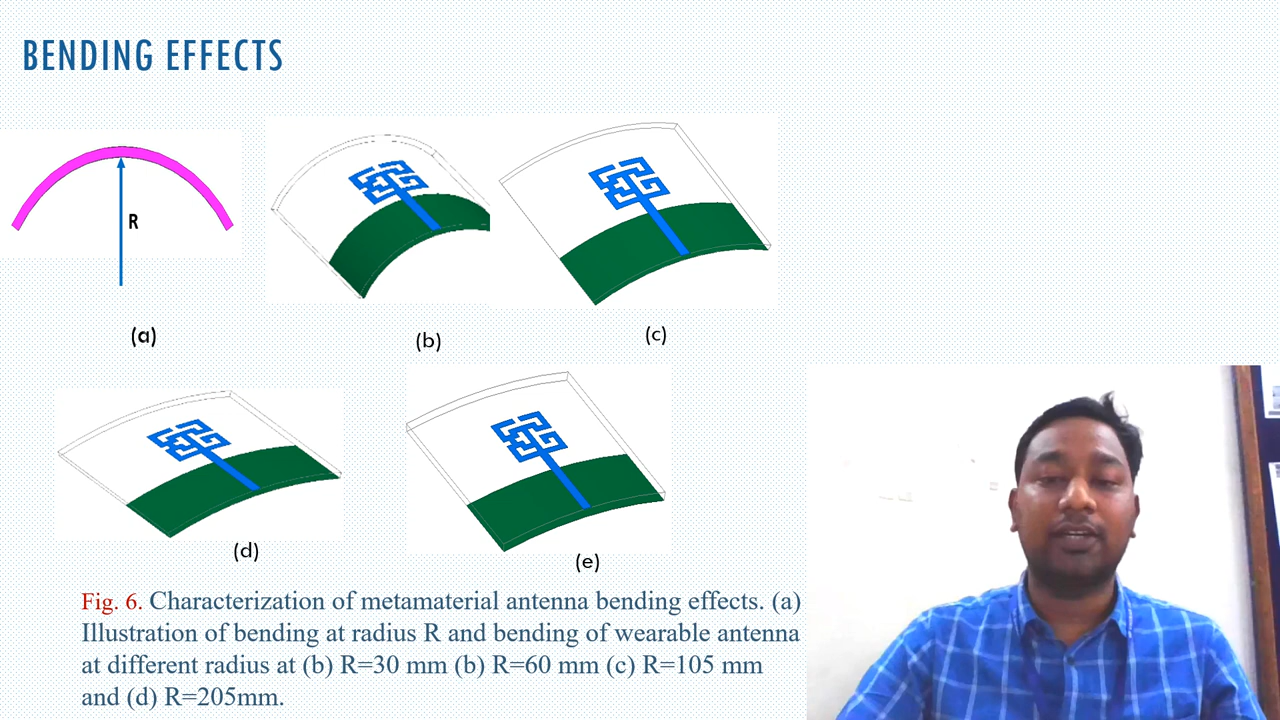 BENDING EFFECTS
R
(a)
(b)
(c)
(d)
(e)
Fig. 6. Characterization of metamaterial antenna bending effects. (a)
Illustration of bending at radius R and bending of wearable antenna
at different radius at (b) R=30 mm (b) R=60 mm (c) R=105 mm
and (d) R=205mm.